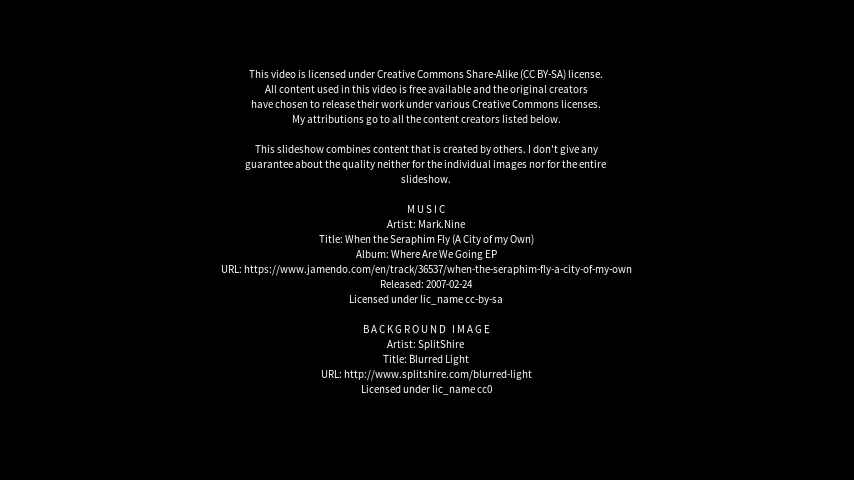 This video is licensed under Creative Commons Share-Alike (CC BY-SA) license.
All content used in this video is free available and the original creators
have chosen to release their work under various Creative Commons licenses.
My attributions go to all the content creators listed below.
This slideshow combines content that is created by others. I don't give any
guarantee about the quality neither for the individual images nor for the entire
slideshow.
M U S I C
Artist: Mark.Nine
Title: When the Seraphim Fly (A City of my Own)
Album: Where Are We Going EP
URL: https://www.jamendo.com/en/track/36537/when-the-seraphim-fly-a-city-of-my-own
Released: 2007-02-24
Licensed under lic_name cc-by-sa
B A C K G R O U N D   I M A G E
Artist: SplitShire
Title: Blurred Light
URL: http://www.splitshire.com/blurred-light
Licensed under lic_name cc0